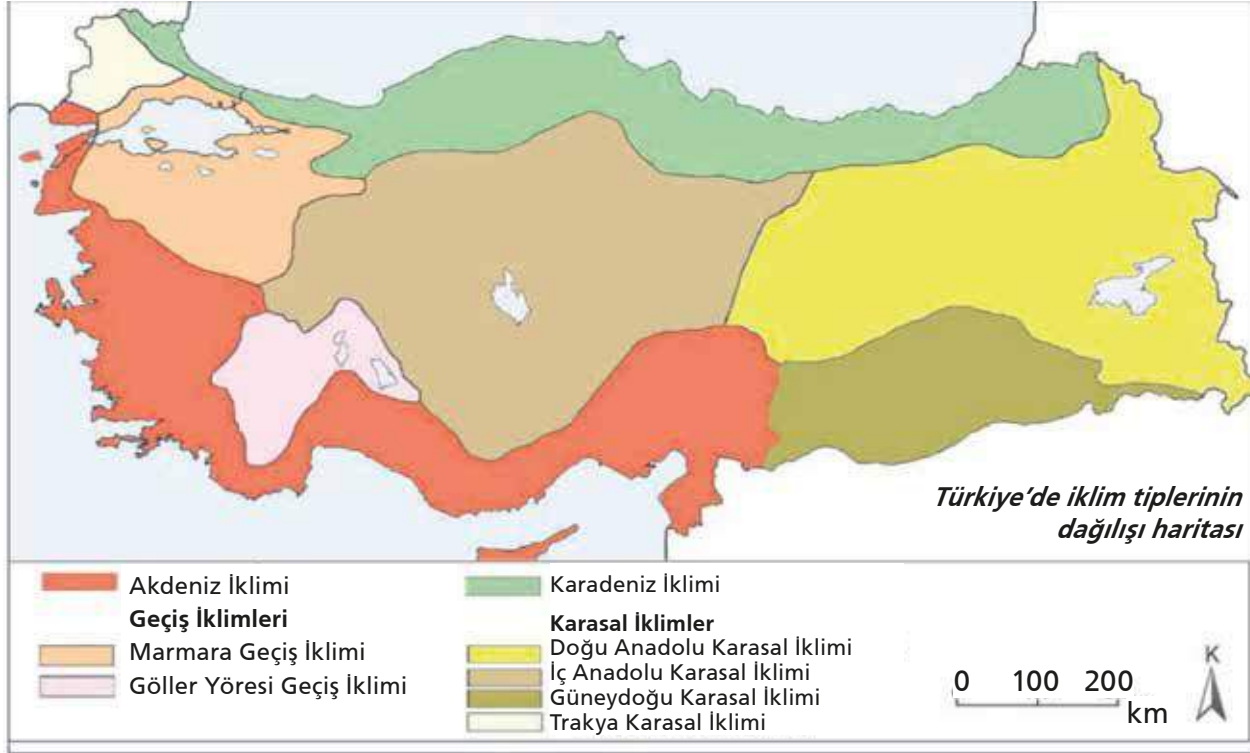 Türkiye’de iklim tiplerinin
dağılışı haritası
Akdeniz İklimi
Geçiş İklimleri
Marmara Geçiş İklimi
Göller Yöresi Geçiş İklimi
Karadeniz İklimi
Karasal İklimler
Doğu Anadolu Karasal İklimi
İç Anadolu Karasal İklimi
Güneydoğu Karasal İklimi
Trakya Karasal İklimi
0 100 200
km
K